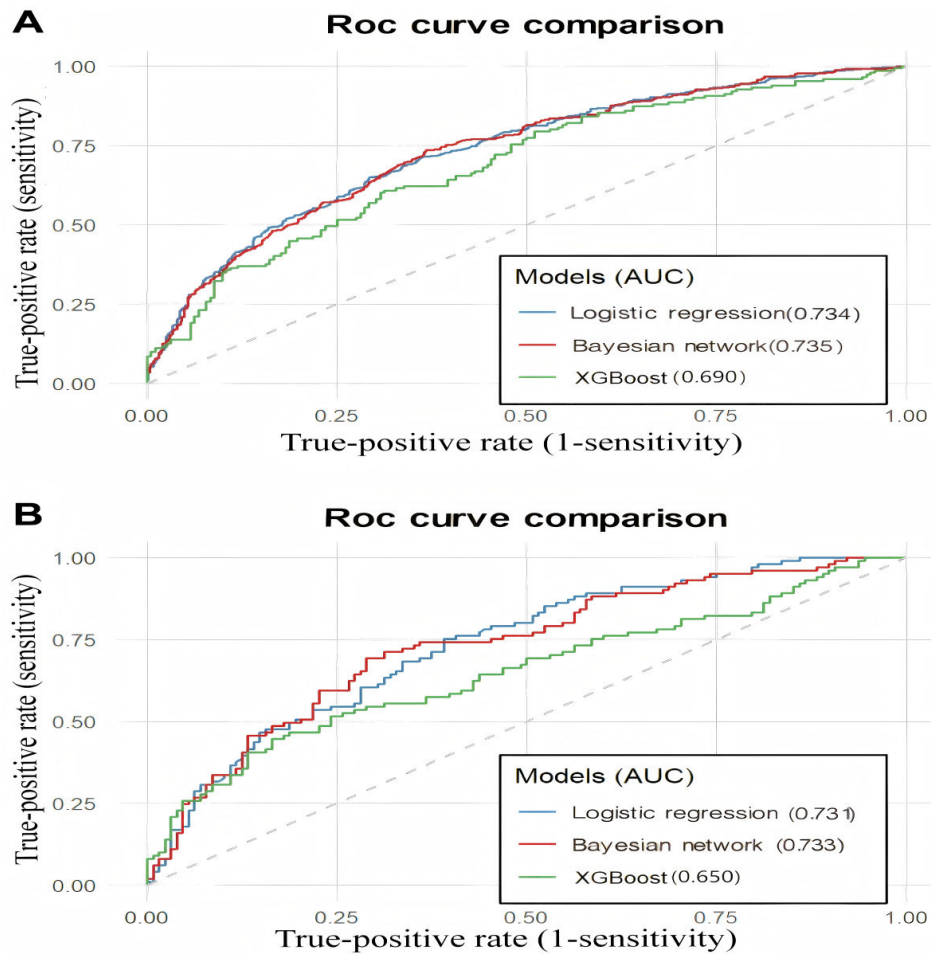 A
Roc curve comparison
True-positive rate (sensitivity)
1.00
0.75
0.50
0.25
0.00
Models (AUC)
Logistic regression(0.734)
Bayesian network(0.735)
XGBoost (0.690)
0.00 0.25 0.50 0.75 1.00
True-positive rate (1-sensitivity)
B
Roc curve comparison
True-positive rate (sensitivity)
1.00
0.75
0.50
0.25
0.00
Models (AUC)
Logistic regression (0.731)
Bayesian network (0.733)
XGBoost (0.650)
0.00 0.25 0.50 0.75 1.00
True-positive rate (1-sensitivity)